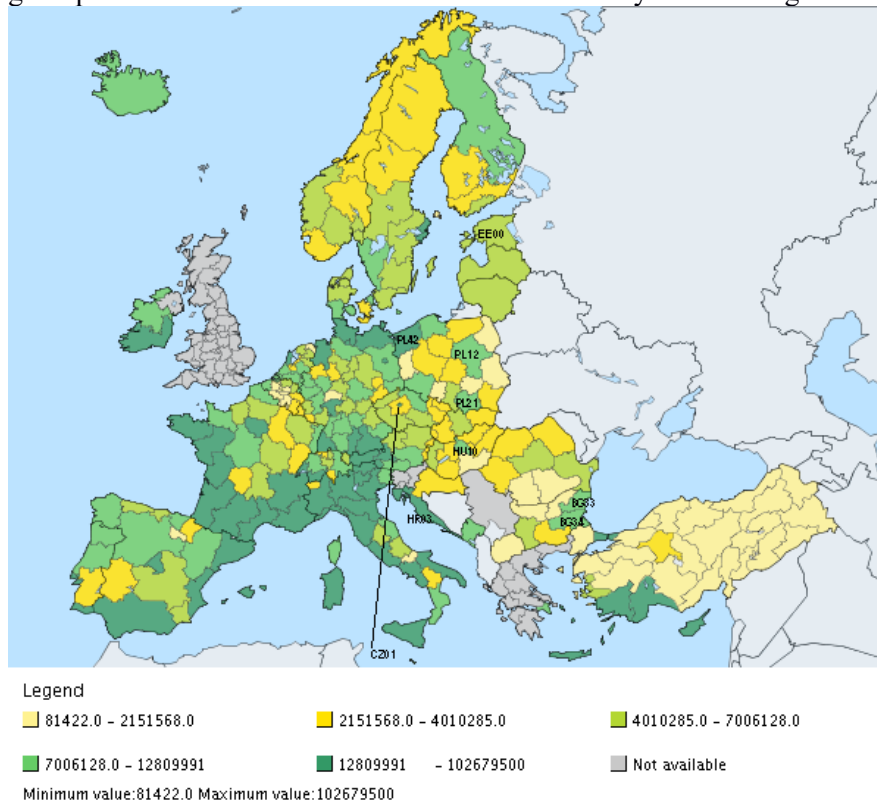 EE00
PL42
PL12
PL21
HU10
BG33
HR03
BG34
CZ01
Legend
81422.0 - 2151568.0 2151568.0 - 4010285.0 4010285.0 - 7006128.0
7006128.0 - 12809991 12809991 - 102679500 Not available
Minimum value:81422.0 Maximum value:102679500